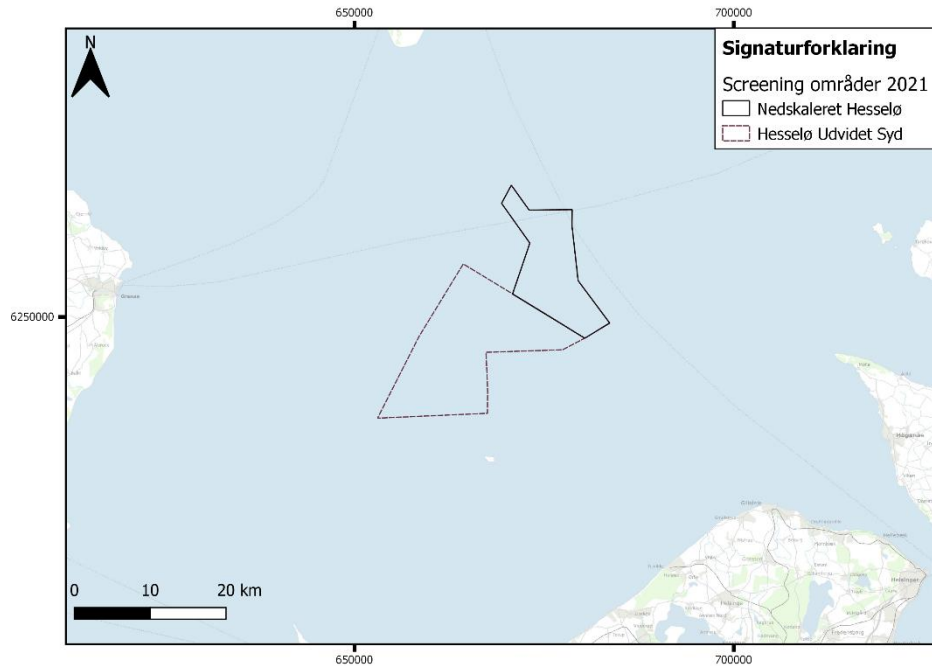 650000
700000
N
Signaturforklaring
Screening områder 2021
Nedskaleret Hesselø
Hesselø Udvidet Syd
6250000
Höganäs
0
10
20 km
Helsingør
650000
700000